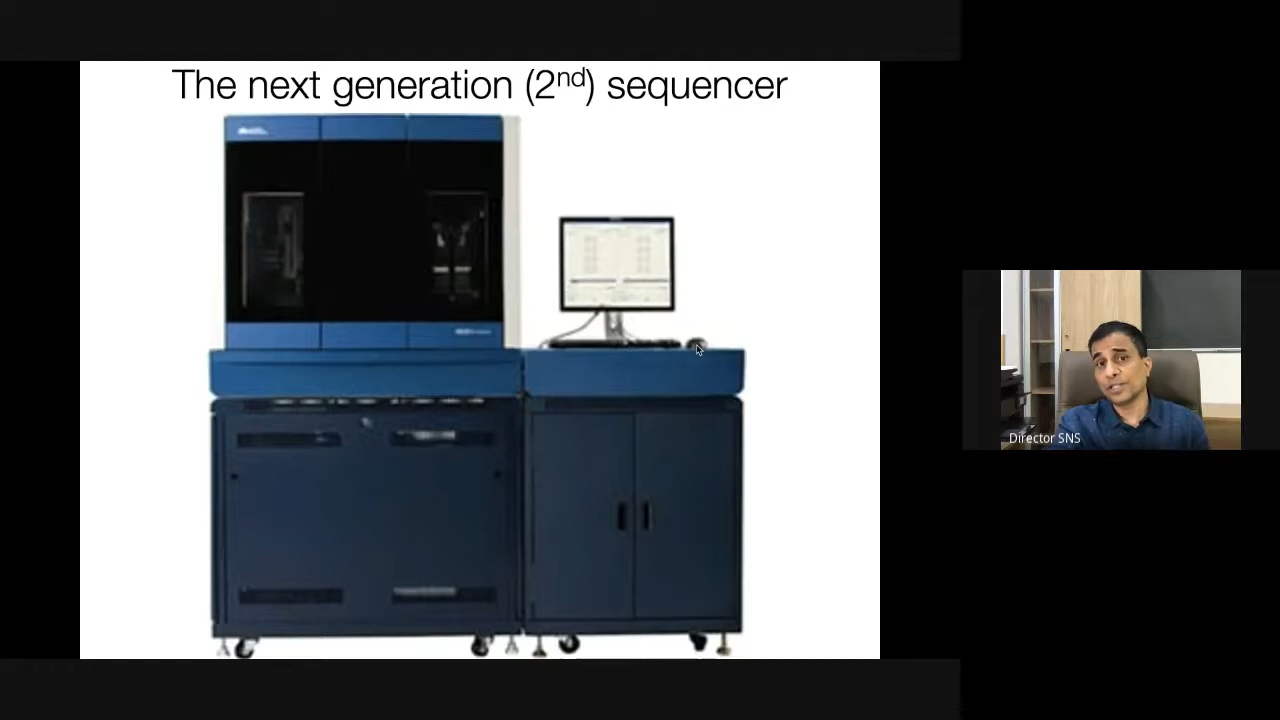 The next generation (2nd) sequencer
Director SNS